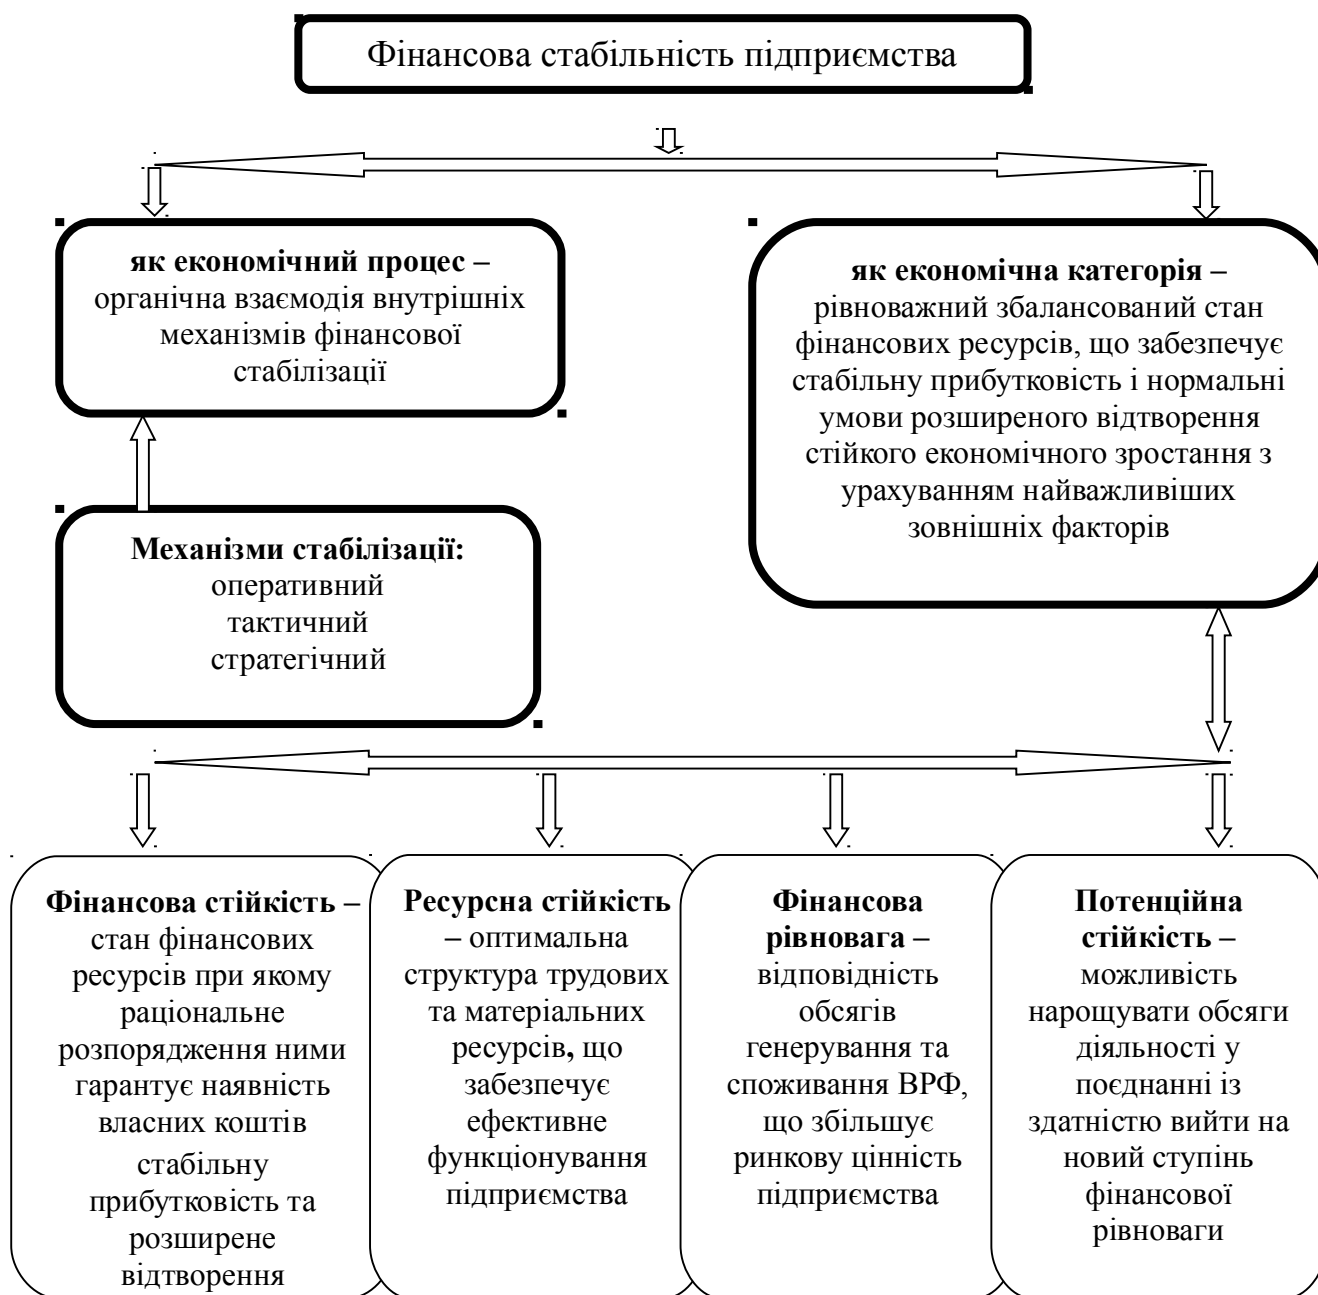 Фінансова стабільність підприємства
як економічний процес –
органічна взаємодія внутрішніх
механізмів фінансової
стабілізації
як економічна категорія –
рівноважний збалансований стан
фінансових ресурсів, що забезпечує
стабільну прибутковість і нормальні
умови розширеного відтворення
стійкого економічного зростання з
урахуванням найважливіших
зовнішніх факторів
Механізми стабілізації:
оперативний
тактичний
стратегічний
Фінансова стійкість –
стан фінансових
ресурсів при якому
раціональне
розпорядження ними
гарантує наявність
власних коштів
стабільну
прибутковість та
розширене
відтворення
Ресурсна стійкість
– оптимальна
структура трудових
та матеріальних
ресурсів, що
забезпечує
ефективне
функціонування
підприємства
Фінансова
рівновага –
відповідність
обсягів
генерування та
споживання ВРФ,
що збільшує
ринкову цінність
підприємства
Потенційна
стійкість –
можливість
нарощувати обсяги
діяльності у
поєднанні із
здатністю вийти на
новий ступінь
фінансової
рівноваги